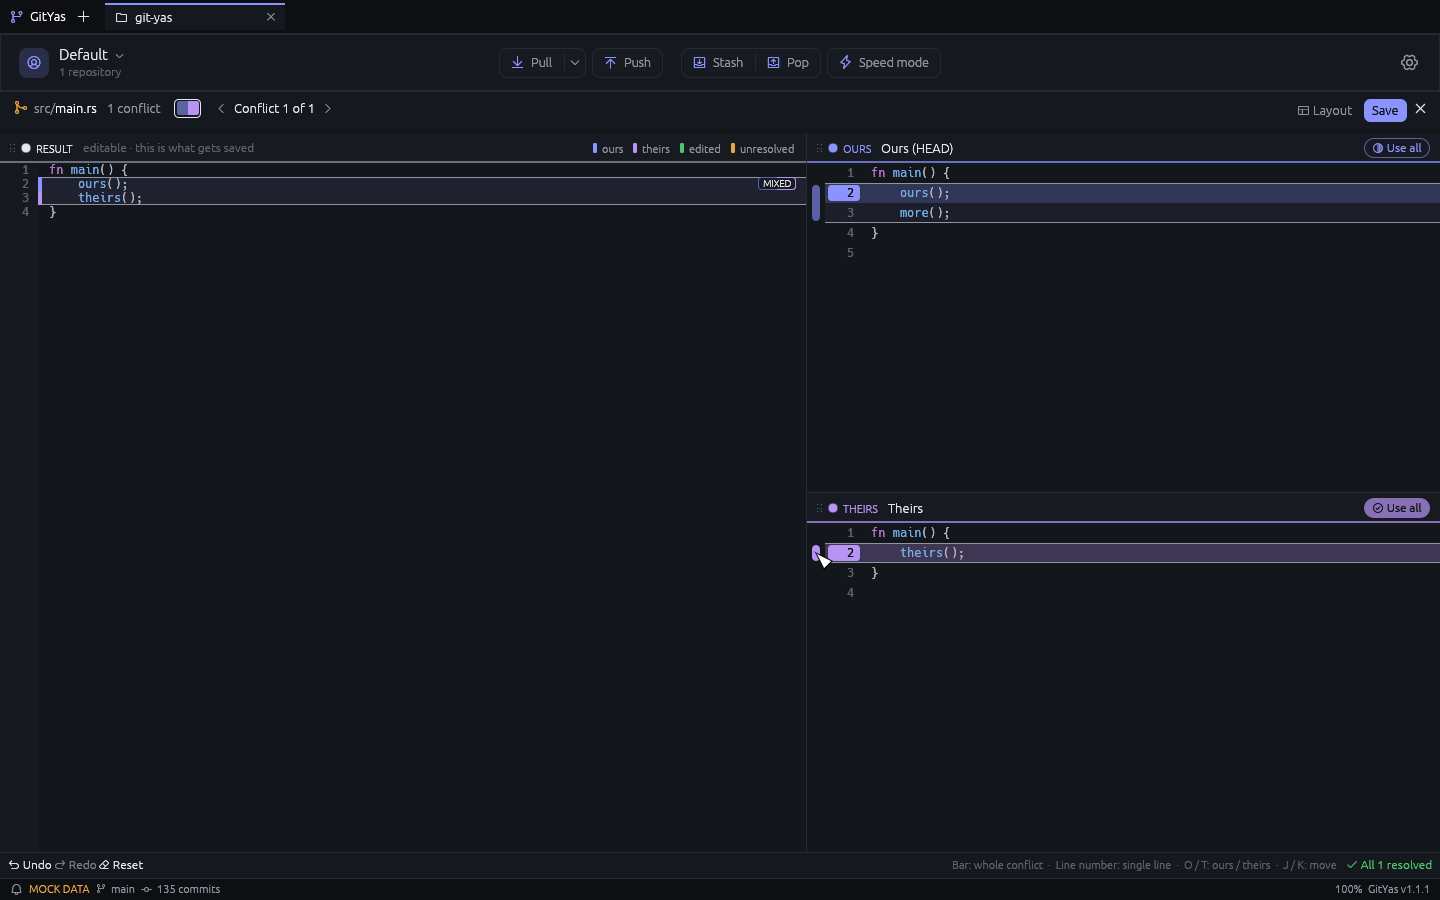 GitYas
git-yas
Default
1 repository
Pull
Push
Stash
Pop
Speed mode
src/main.rs 1 conflict
Conflict 1 of 1
Layout
Save
RESULT editable · this is what gets saved
ours theirs edited unresolved
1 fn main() {
2 ours();
MIXED
3 theirs();
4 }
OURS Ours (HEAD)
Use all
1 fn main() {
2 ours();
3 more();
4 }
5
THEIRS Theirs
Use all
1 fn main() {
2 theirs();
3 }
4
Undo Redo Reset
Bar: whole conflict · Line number: single line · O / T: ours / theirs · J / K: move
All 1 resolved
MOCK DATA main 135 commits
100% GitYas v1.1.1